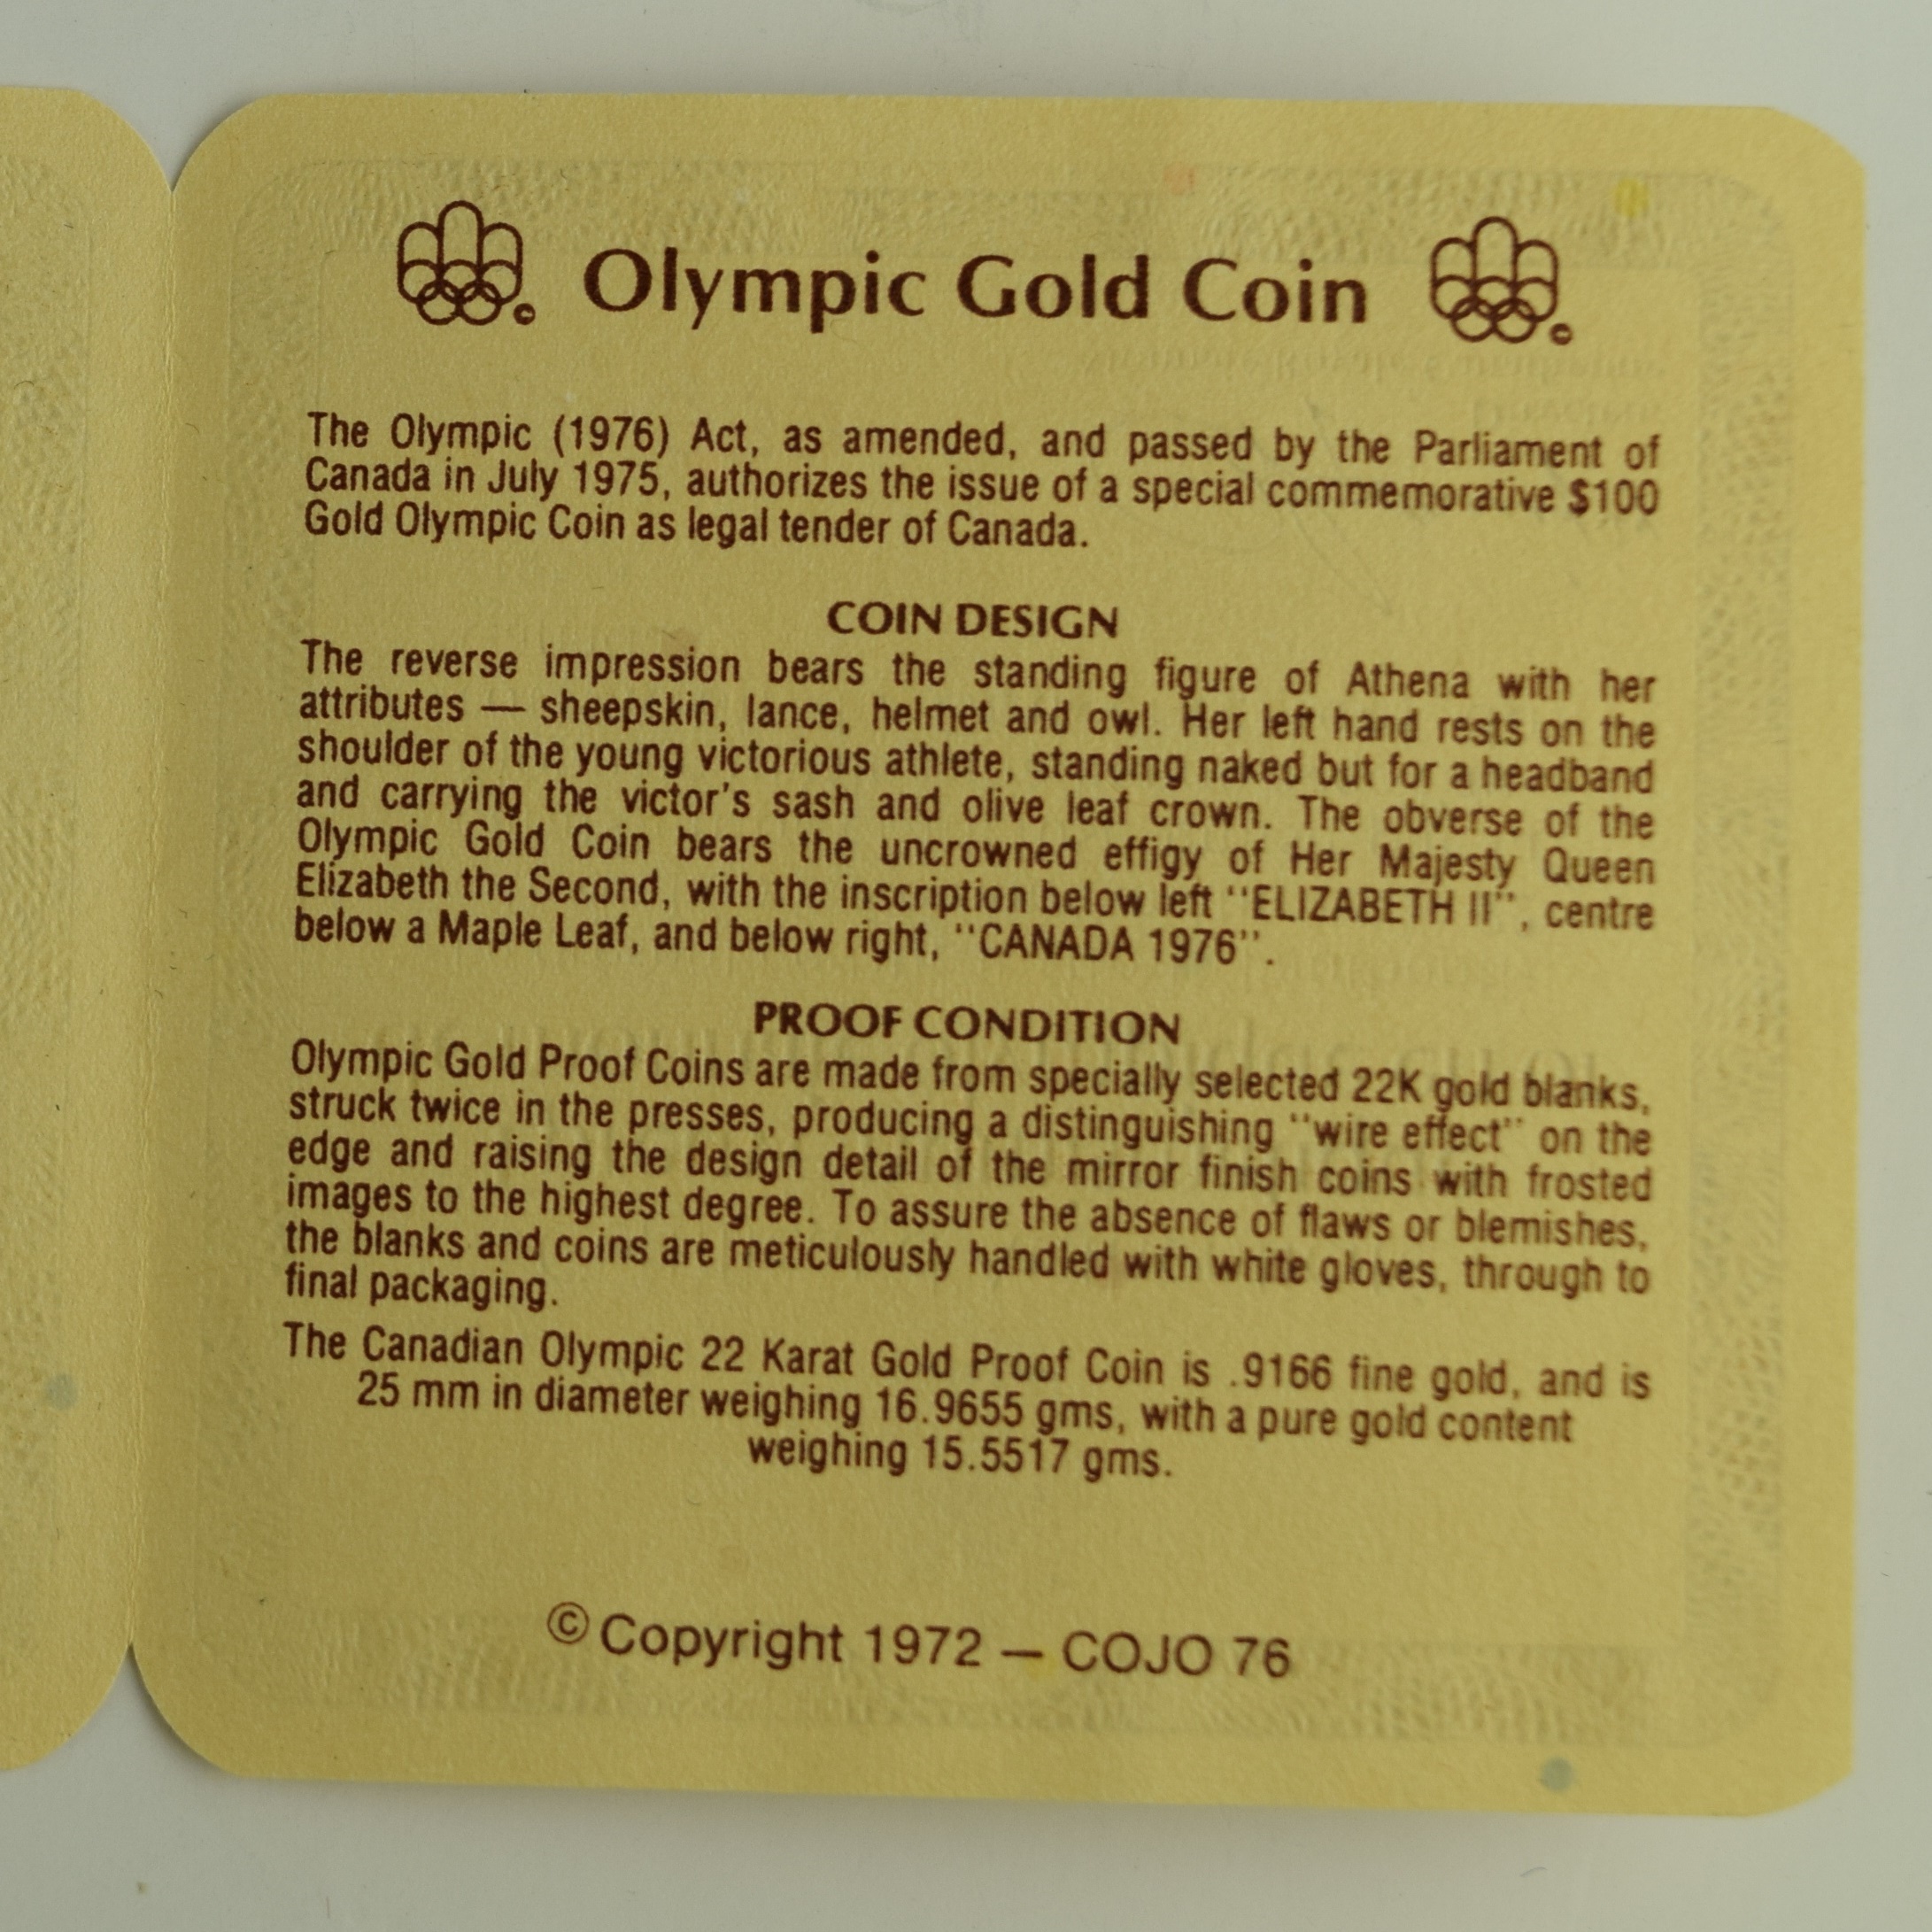 Olympic Gold Coin
The Olympic (1976) Act, as amended, and passed by the Parliament of
Canada in July 1975, authorizes the issue of a special commemorative $100
Gold Olympic Coin as legal tender of Canada.
COIN DESIGN
The reverse impression bears the standing figure of Athena with her
attributes — sheepskin, lance, helmet and owl. Her left hand rests on the
shoulder of the young victorious athlete, standing naked but for a headband
and carrying the victor's sash and olive leaf crown. The obverse of the
Olympic Gold Coin bears the uncrowned effigy of Her Majesty Queen
Elizabeth the Second, with the inscription below left ''ELIZABETH II'', centre
below a Maple Leaf, and below right, ''CANADA 1976''.
PROOF CONDITION
Olympic Gold Proof Coins are made from specially selected 22K gold blanks,
struck twice in the presses, producing a distinguishing ''wire effect'' on the
edge and raising the design detail of the mirror finish coins with frosted
images to the highest degree. To assure the absence of flaws or blemishes,
the blanks and coins are meticulously handled with white gloves, through to
final packaging.
The Canadian Olympic 22 Karat Gold Proof Coin is .9166 fine gold, and is
25 mm in diameter weighing 16.9655 gms, with a pure gold content
weighing 15.5517 gms.
© Copyright 1972 – COJO 76